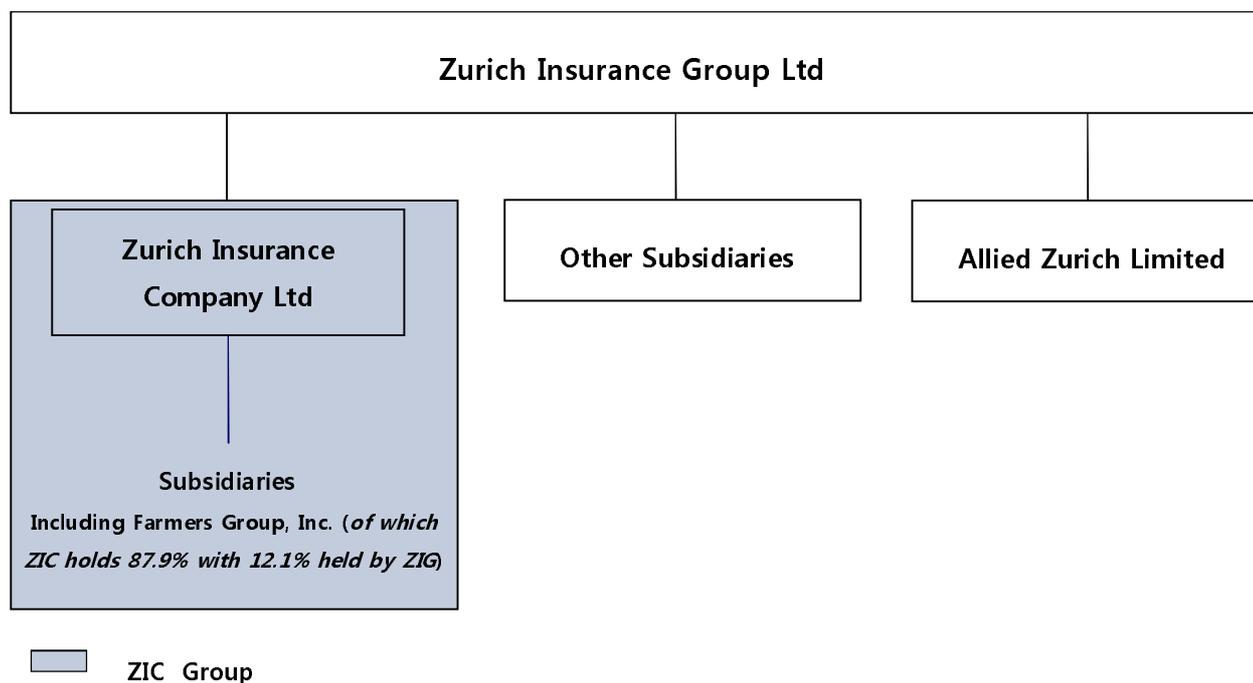 Zurich Insurance Group Ltd
Zurich Insurance
Company Ltd
Other Subsidiaries
Allied Zurich Limited
Subsidiaries
Including Farmers Group, Inc. (of which
ZIC holds 87.9% with 12.1% held by ZIG)
ZIC Group